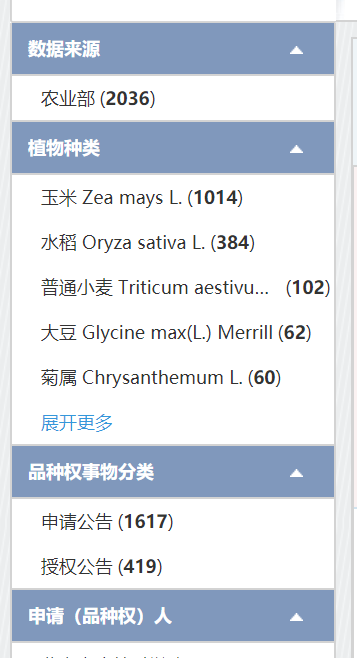 数据来源
农业部 (2036)
植物种类
玉米 Zea mays L. (1014)
水稻 Oryza sativa L. (384)
普通小麦 Triticum aestivu... (102)
大豆 Glycine max(L.) Merrill (62)
菊属 Chrysanthemum L. (60)
展开更多
品种权事物分类
申请公告 (1617)
授权公告 (419)
申请（品种权）人